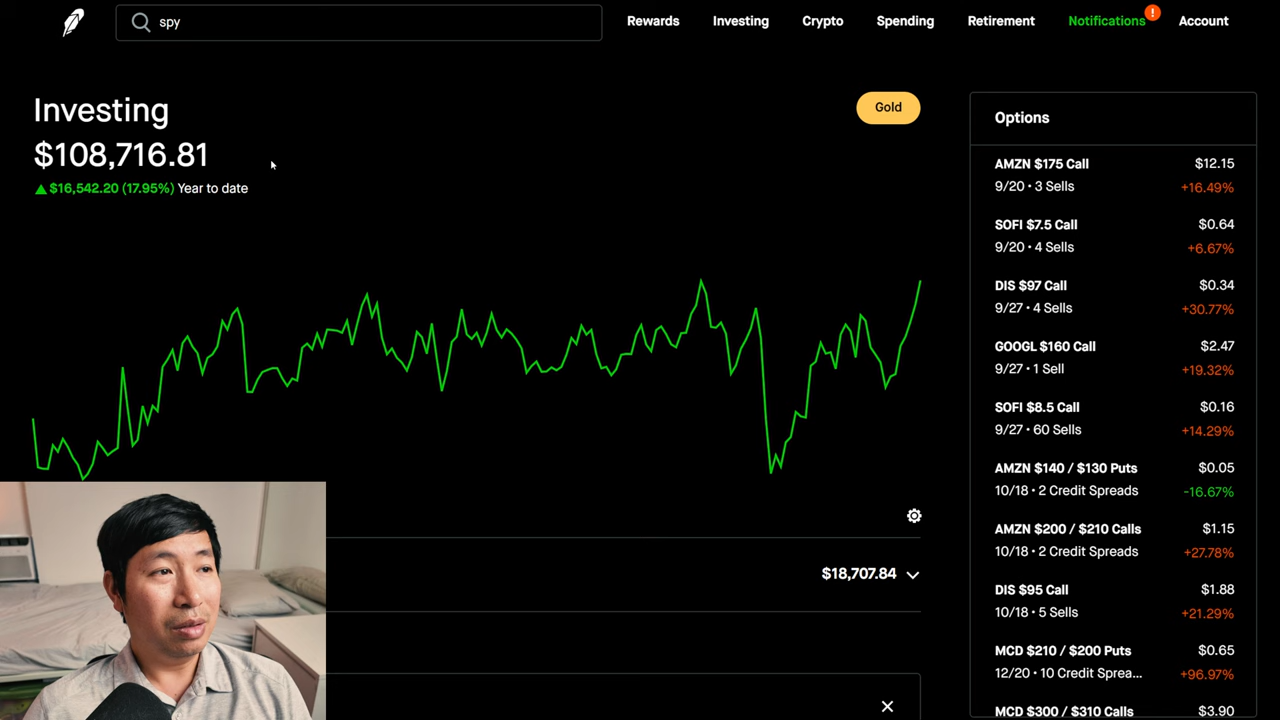 spy
Rewards
Investing
Crypto
Spending
Retirement
Notifications
!
Account
Investing
$108,716.81
$16,542.20 (17.95%) Year to date
Gold
$18,707.84
Options
AMZN $175 Call $12.15
9/20 • 3 Sells +16.49%
SOFI $7.5 Call $0.64
9/20 • 4 Sells +6.67%
DIS $97 Call $0.34
9/27 • 4 Sells +30.77%
GOOGL $160 Call $2.47
9/27 • 1 Sell +19.32%
SOFI $8.5 Call $0.16
9/27 • 60 Sells +14.29%
AMZN $140 / $130 Puts $0.05
10/18 • 2 Credit Spreads -16.67%
AMZN $200 / $210 Calls $1.15
10/18 • 2 Credit Spreads +27.78%
DIS $95 Call $1.88
10/18 • 5 Sells +21.29%
MCD $210 / $200 Puts $0.65
12/20 • 10 Credit Sprea... +96.97%
MCD $300 / $310 Calls $3.90